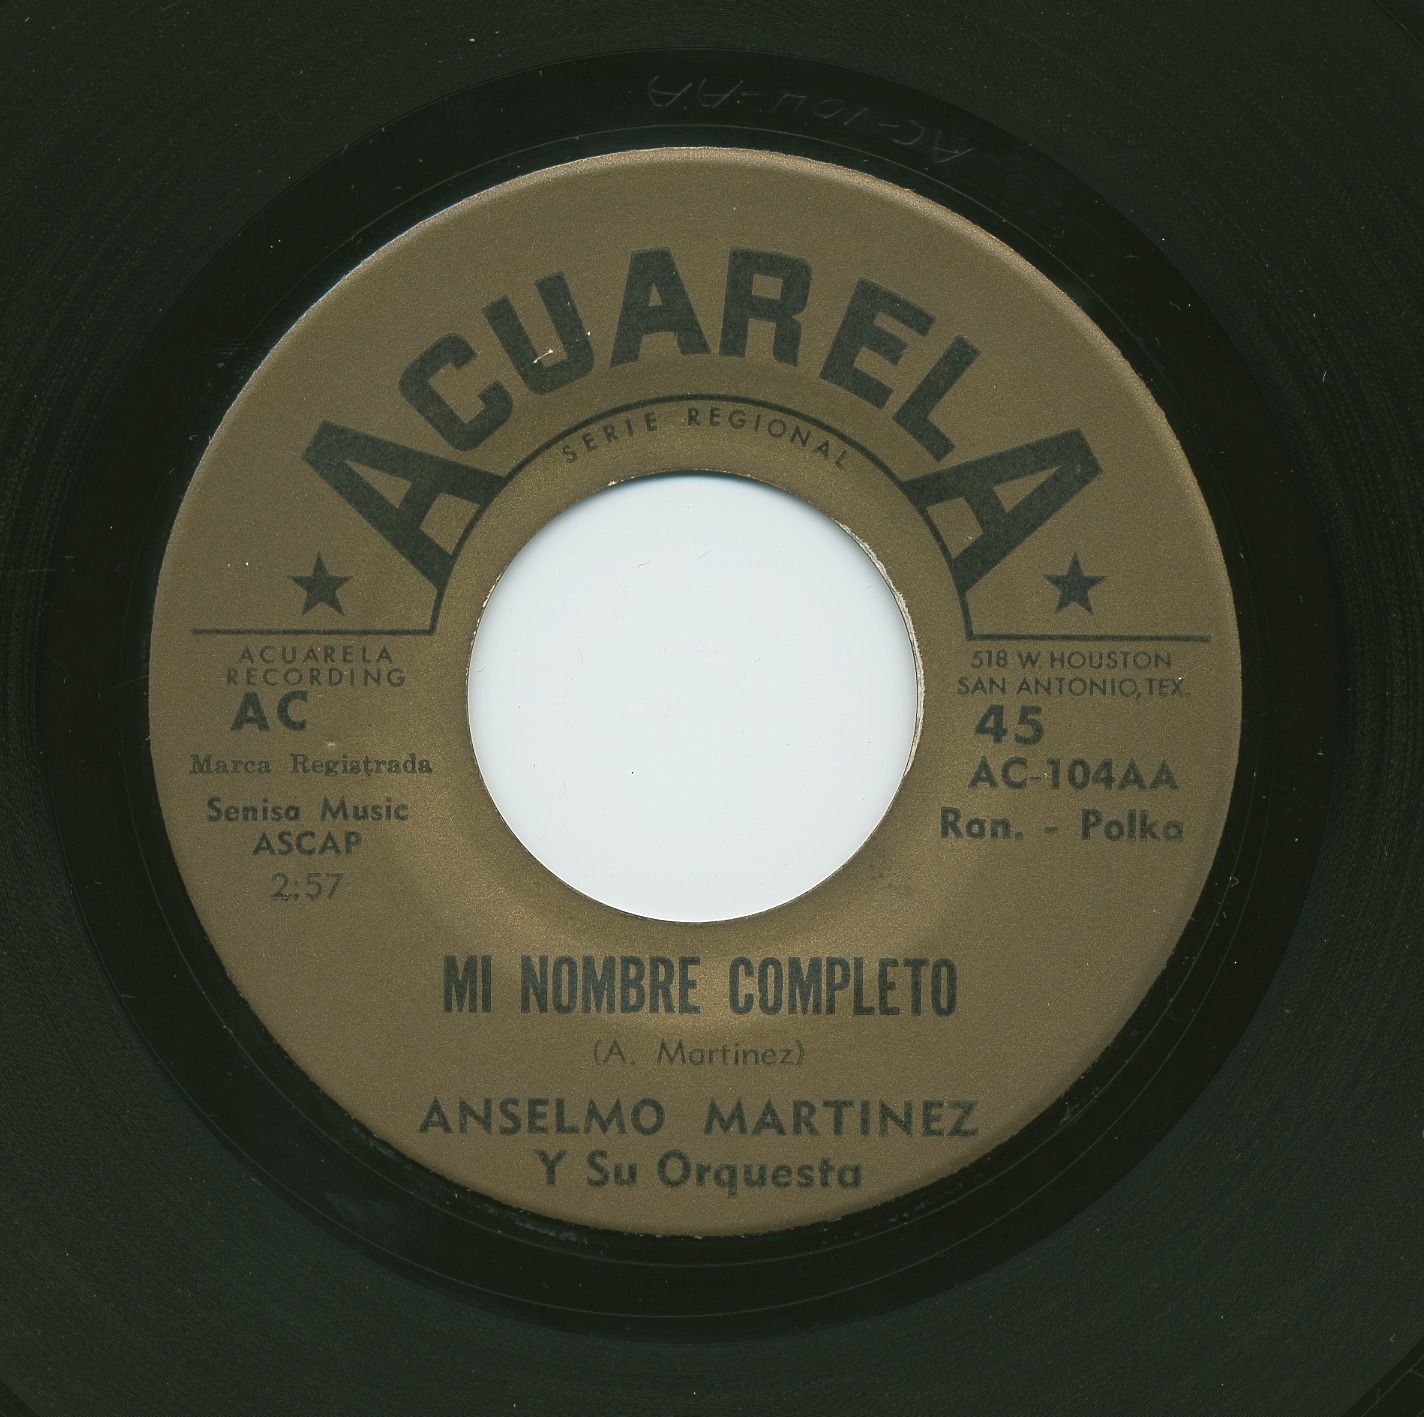 AC-104-AA
ACUARELA
SERIE REGIONAL
ACUARELA
RECORDING
AC
Marca Registrada
Senisa Music
ASCAP
2:57
518 W. HOUSTON
SAN ANTONIO, TEX.
45
AC-104AA
Ran. - Polka
MI NOMBRE COMPLETO
(A. Martinez)
ANSELMO MARTINEZ
Y Su Orquesta